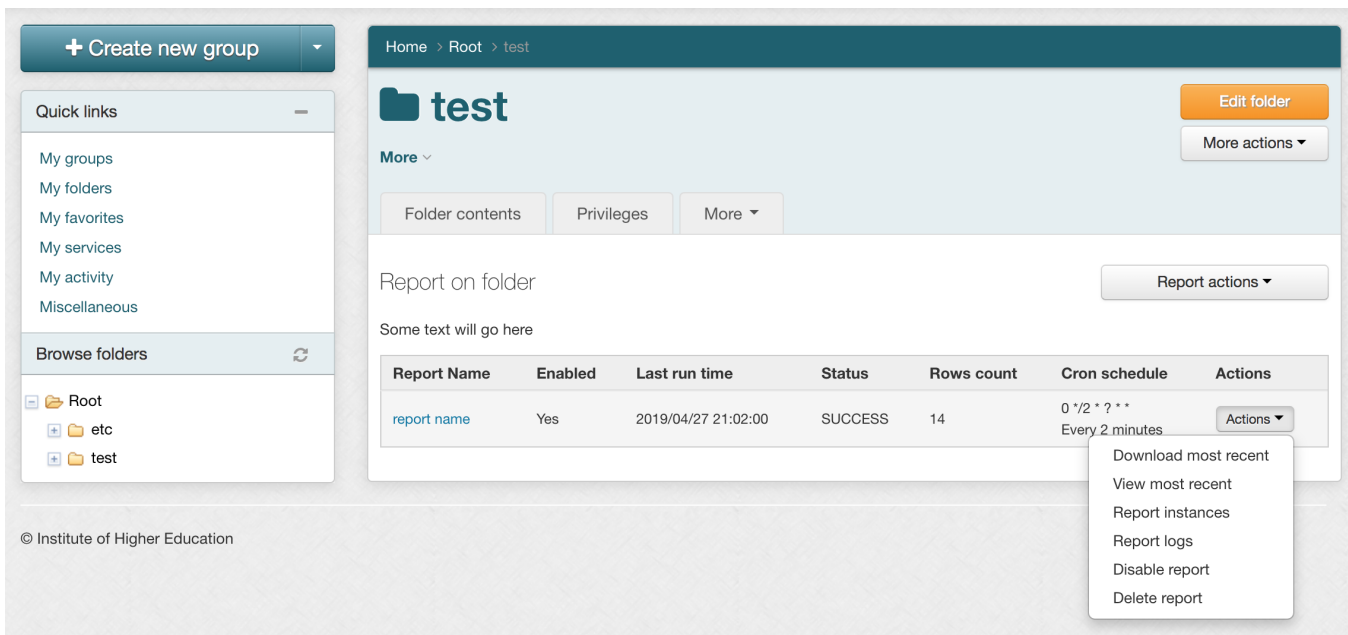 Create new group
Quick links
My groups
My folders
My favorites
My services
My activity
Miscellaneous
Browse folders
Root
etc
test
Home > Root > test
test
Edit folder
More actions
More
Folder contents Privileges More
Report on folder
Report actions
Some text will go here
Report Name Enabled Last run time Status Rows count Cron schedule Actions
report name Yes 2019/04/27 21:02:00 SUCCESS 14 0 */2 * ? * * Actions
Every 2 minutes
Download most recent
View most recent
Report instances
Report logs
Disable report
Delete report
© Institute of Higher Education